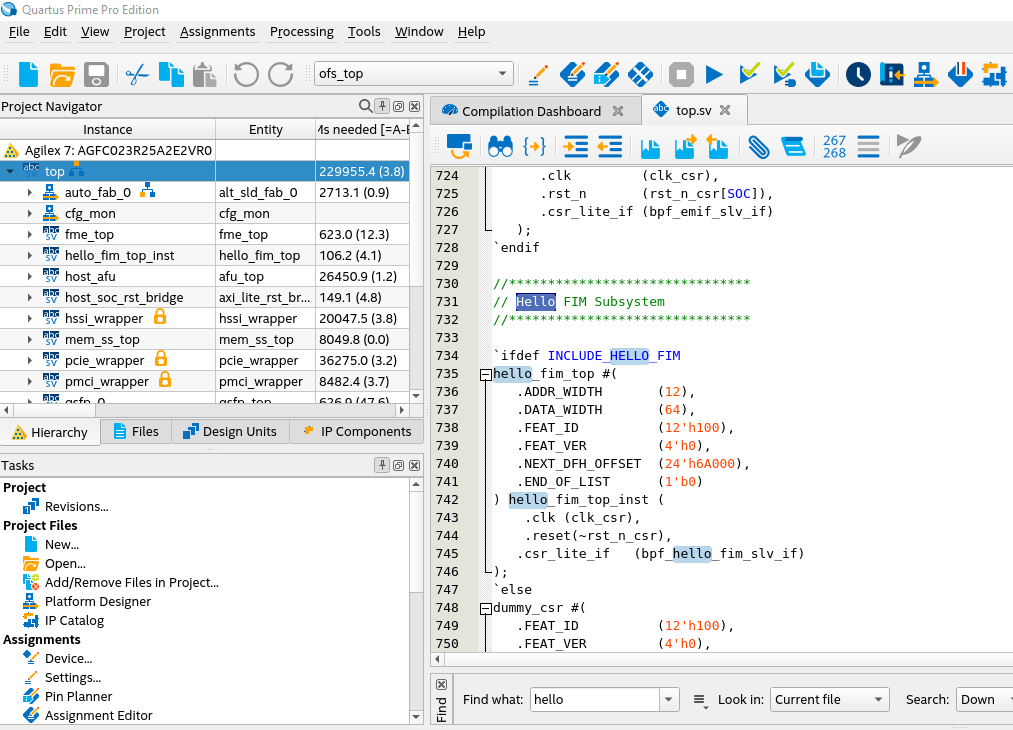 Quartus Prime Pro Edition
File Edit View Project Assignments Processing Tools Window Help
ofs_top
Project Navigator
Instance Entity
Agilex 7: AGFC023R25A2E2VR0
top 229955.4 (3.8)
auto_fab_0 alt_sld_fab_0 2713.1 (0.9)
cfg_mon cfg_mon
fme_top fme_top 623.0 (12.3)
hello_fim_top_inst hello_fim_top 106.2 (4.1)
host_afu afu_top 26450.9 (1.2)
host_soc_rst_bridge axi_lite_rst_br... 149.1 (4.8)
hssi_wrapper hssi_wrapper 20047.5 (3.8)
mem_ss_top mem_ss_top 8049.8 (0.0)
pcie_wrapper pcie_wrapper 36275.0 (3.2)
pmci_wrapper pmci_wrapper 8482.4 (3.7)
Hierarchy Files Design Units IP Components
Tasks
Project
Revisions...
Project Files
New...
Open...
Add/Remove Files in Project...
Platform Designer
IP Catalog
Assignments
Device...
Settings...
Pin Planner
Assignment Editor
Compilation Dashboard top.sv
267
268
724 .clk (clk_csr),
725 .rst_n (rst_n_csr[SOC]),
726 .csr_lite_if (bpf_emif_slv_if)
727 );
728 `endif
729
730 //*******************************
731 // Hello FIM Subsystem
732 //*******************************
733
734 `ifdef INCLUDE_HELLO_FIM
735 hello_fim_top #(
736 .ADDR_WIDTH (12),
737 .DATA_WIDTH (64),
738 .FEAT_ID (12'h100),
739 .FEAT_VER (4'h0),
740 .NEXT_DFH_OFFSET (24'h6A000),
741 .END_OF_LIST (1'b0)
742 ) hello_fim_top_inst (
743 .clk (clk_csr),
744 .reset(~rst_n_csr),
745 .csr_lite_if (bpf_hello_fim_slv_if)
746 );
747 `else
748 dummy_csr #(
749 .FEAT_ID (12'h100),
750 .FEAT_VER (4'h0),
Find
Find what: hello Look in: Current file Search: Down